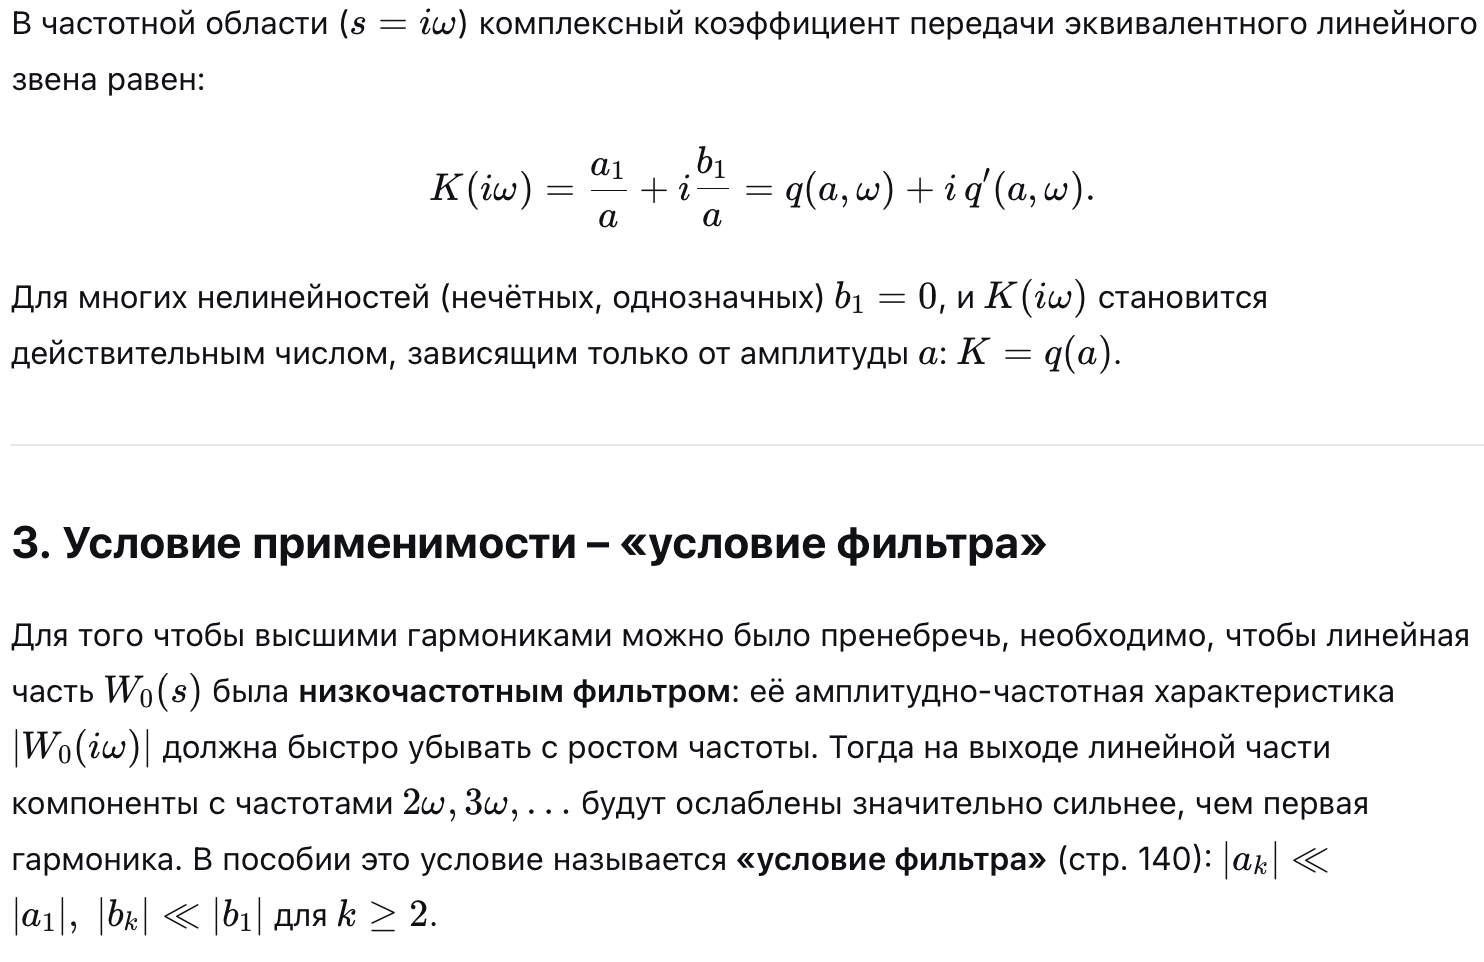 В частотной области (s = iω) комплексный коэффициент передачи эквивалентного линейного
звена равен:
K(iω) = a₁/a + i b₁/a = q(a, ω) + i q′(a, ω).
Для многих нелинейностей (нечётных, однозначных) b₁ = 0, и K(iω) становится
действительным числом, зависящим только от амплитуды a: K = q(a).
3. Условие применимости – «условие фильтра»
Для того чтобы высшими гармониками можно было пренебречь, необходимо, чтобы линейная
часть W₀(s) была низкочастотным фильтром: её амплитудно-частотная характеристика
|W₀(iω)| должна быстро убывать с ростом частоты. Тогда на выходе линейной части
компоненты с частотами 2ω, 3ω, … будут ослаблены значительно сильнее, чем первая
гармоника. В пособии это условие называется «условие фильтра» (стр. 140): |aₖ| ≪
|a₁|, |bₖ| ≪ |b₁| для k ≥ 2.